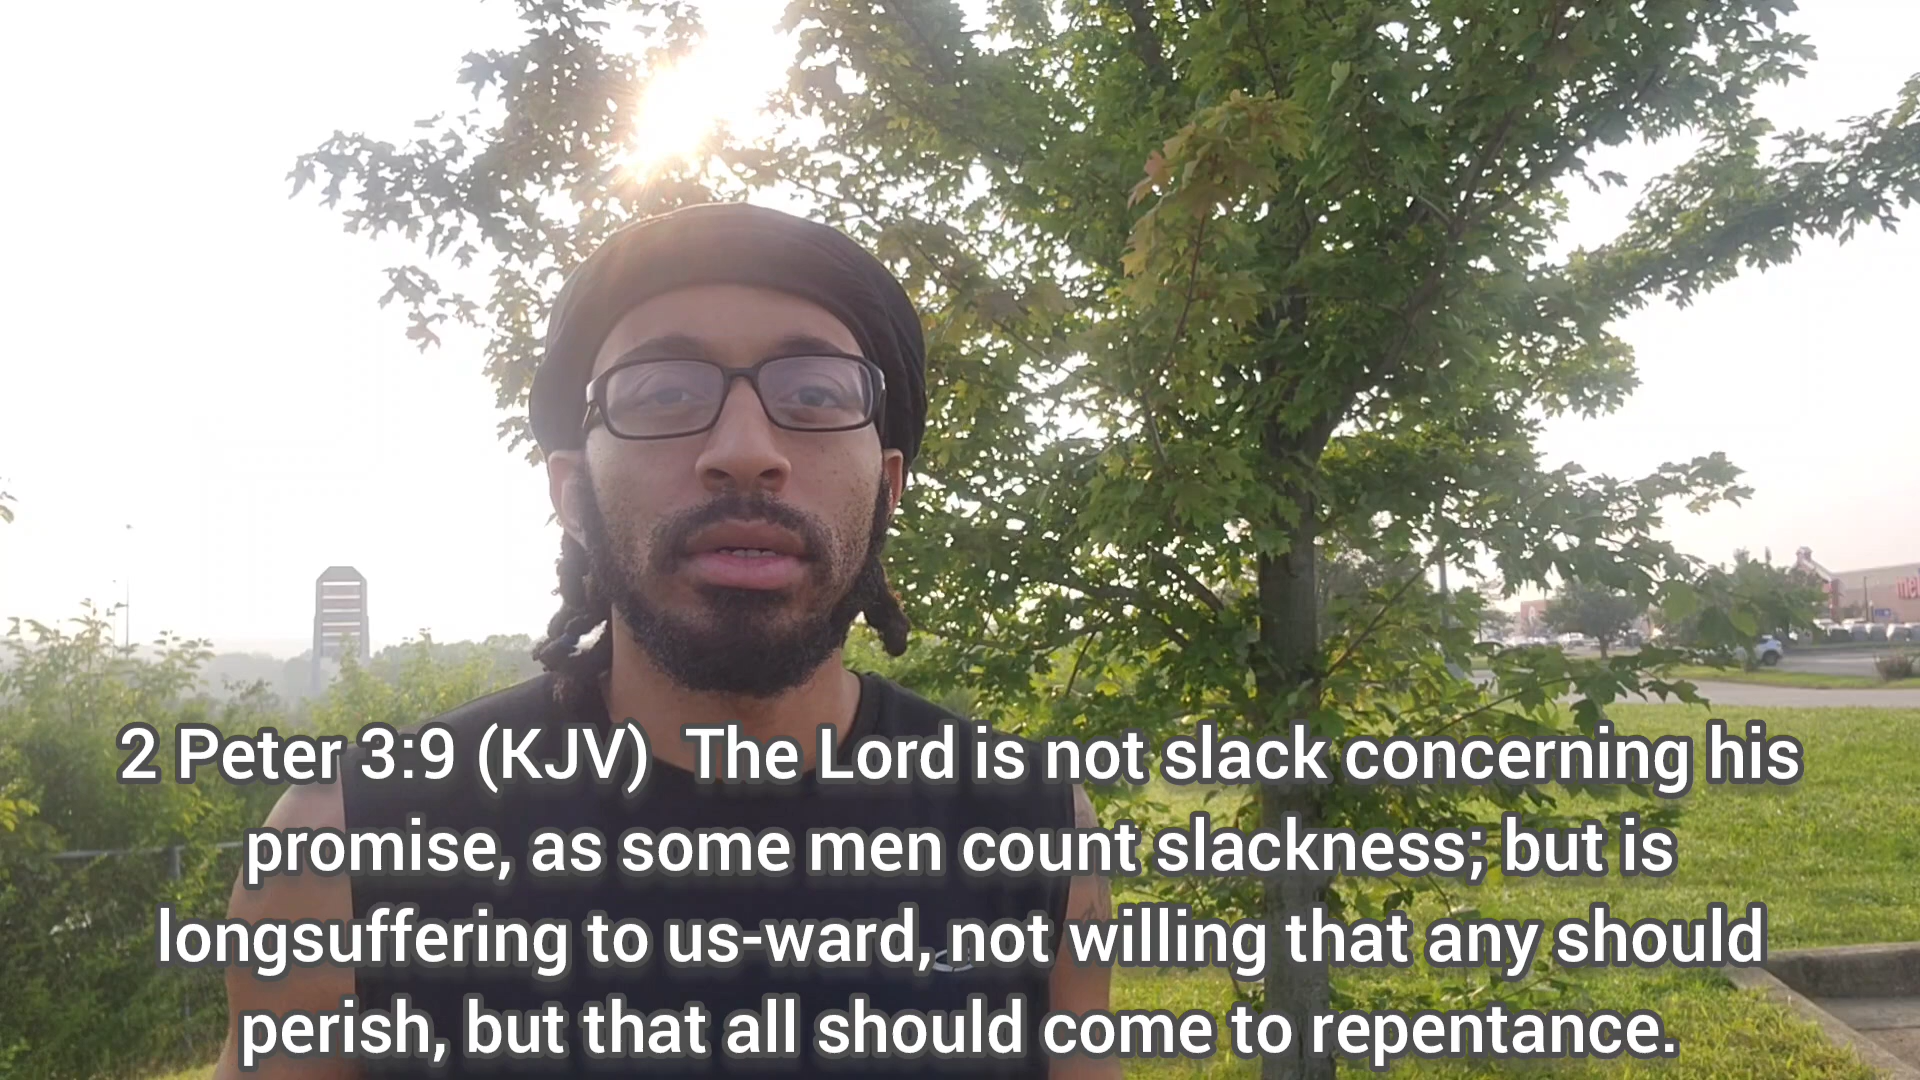 2 Peter 3:9 (KJV)  The Lord is not slack concerning his
promise, as some men count slackness; but is
longsuffering to us-ward, not willing that any should
perish, but that all should come to repentance.